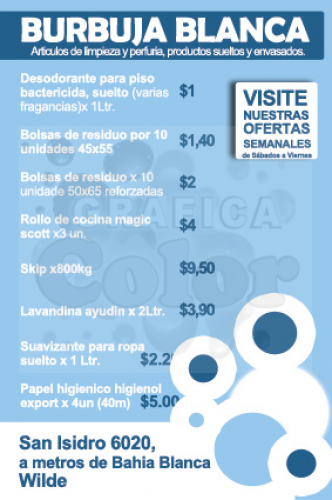 BURBUJA BLANCA
Articulos de limpieza y perfuria, productos sueltos y envasados.
Desodorante para piso
bactericida, suelto (varias
fragancias)x 1Ltr.
$1
VISITE
NUESTRAS
OFERTAS
SEMANALES
de Sábados a Viernes
Bolsas de residuo por 10
unidades 45x55
$1,40
Bolsas de residuo x 10
unidade 50x65 reforzadas
$2
Rollo de cocina magic
scott x3 un.
$4
GRAFICA
Color
Skip x800kg
$9,50
Lavandina ayudin x 2Ltr.
$3,90
Suavizante para ropa
suelto x 1 Ltr.
Papel higienico higienol
export x 4un (40m)
$5.00
San Isidro 6020,
a metros de Bahia Blanca
Wilde